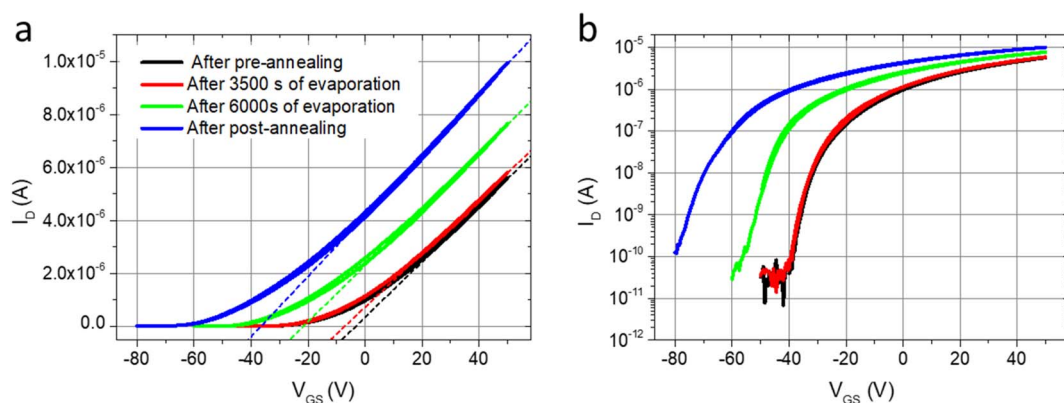 a
After pre-annealing
After 3500 s of evaporation
After 6000s of evaporation
After post-annealing
1.0x10⁻⁵
8.0x10⁻⁶
6.0x10⁻⁶
4.0x10⁻⁶
2.0x10⁻⁶
0.0
I_D (A)
-80 -60 -40 -20 0 20 40
V_GS (V)
b
10⁻⁵
10⁻⁶
10⁻⁷
10⁻⁸
10⁻⁹
10⁻¹⁰
10⁻¹¹
10⁻¹²
I_D (A)
-80 -60 -40 -20 0 20 40
V_GS (V)